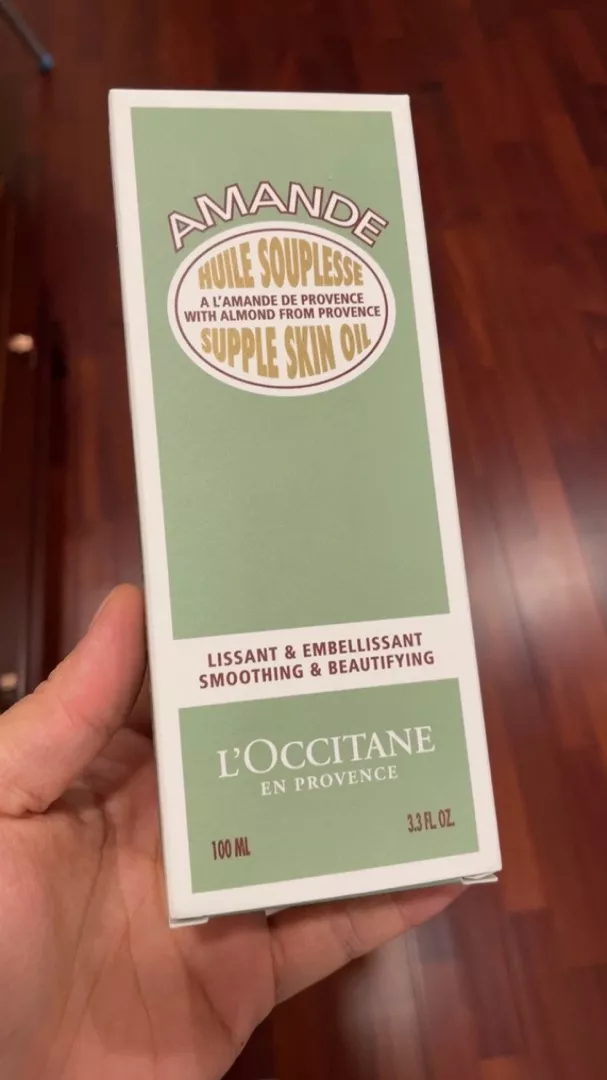 AMANDE
HUILE SOUPLESSE
A L'AMANDE DE PROVENCE
WITH ALMOND FROM PROVENCE
SUPPLE SKIN OIL
LISSANT & EMBELLISSANT
SMOOTHING & BEAUTIFYING
L'OCCITANE
EN PROVENCE
100 ML
3.3 FL. OZ.